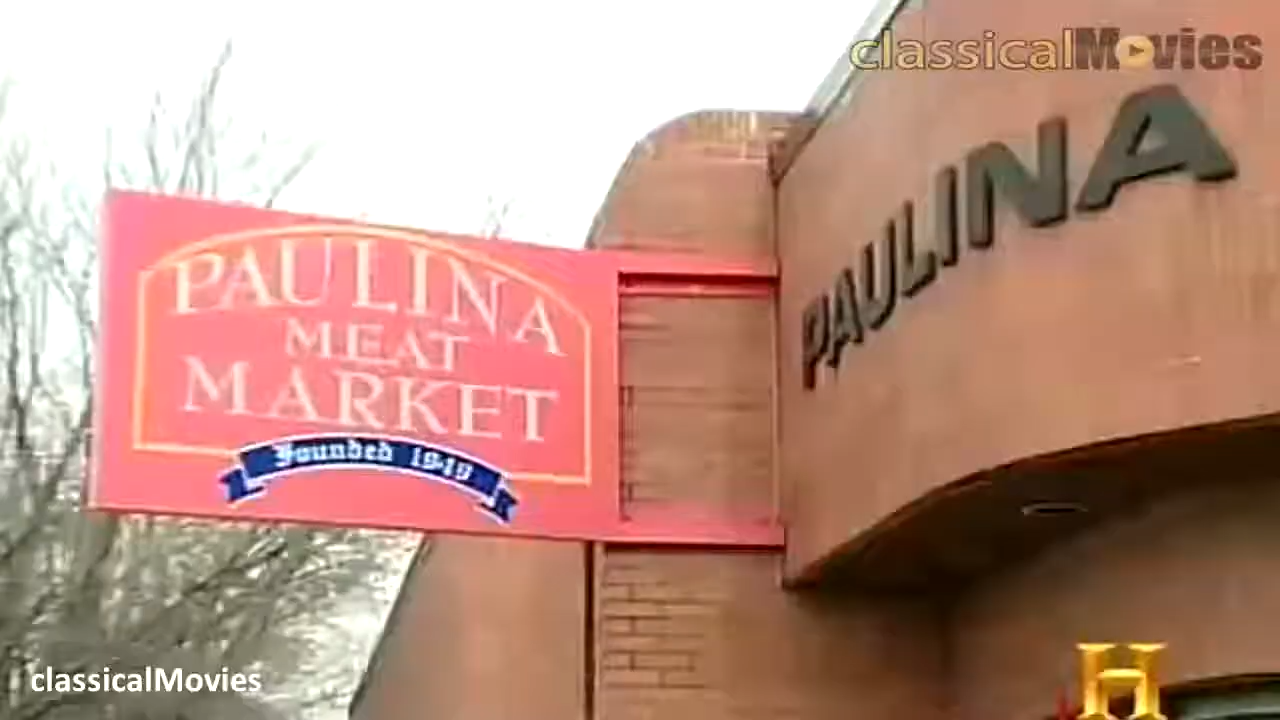 classicalMovies
PAULINA
PAULINA
MEAT
MARKET
Founded 1949
classicalMovies
H